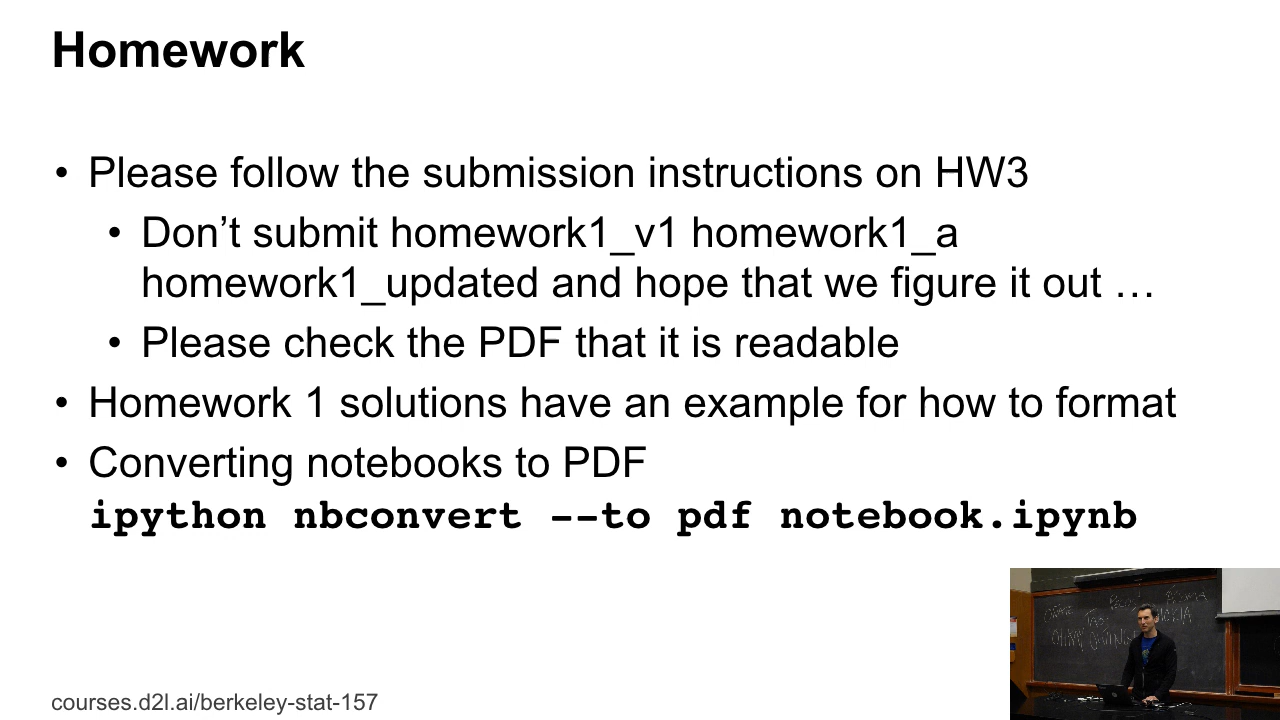 Homework
• Please follow the submission instructions on HW3
• Don’t submit homework1_v1 homework1_a
homework1_updated and hope that we figure it out …
• Please check the PDF that it is readable
• Homework 1 solutions have an example for how to format
• Converting notebooks to PDF
ipython nbconvert --to pdf notebook.ipynb
courses.d2l.ai/berkeley-stat-157